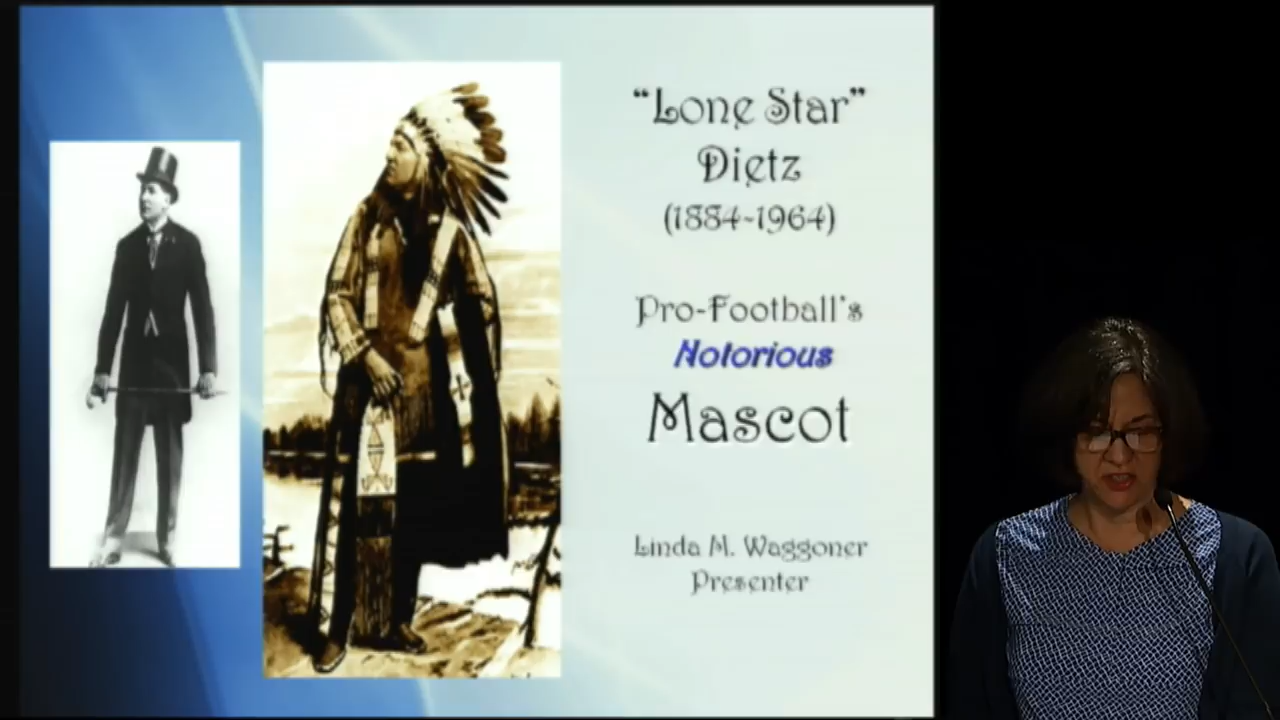 “Lone Star”
Dietz
(1884-1964)
Pro-Football's
Notorious
Mascot
Linda M. Waggoner
Presenter